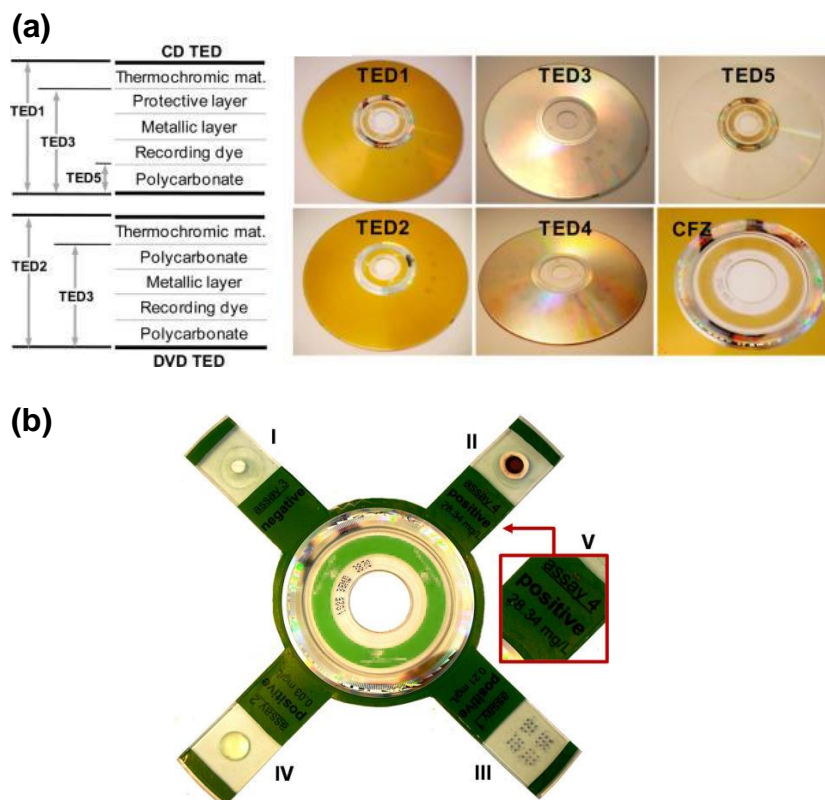 (a)
CD TED
Thermochromic mat.
Protective layer
Metallic layer
Recording dye
Polycarbonate
TED1
TED3
TED5
Thermochromic mat.
Polycarbonate
Metallic layer
Recording dye
Polycarbonate
TED2
TED3
DVD TED
TED1
TED3
TED5
TED2
TED4
CFZ
(b)
I
assay 3
negative
II
assay 4
positive
28.34 mg/L
V
assay 4
positive
28.34 mg/L
assay 2
positiva
0.03 mg/L
IV
assay 1
positive
0.21 mg/L
III